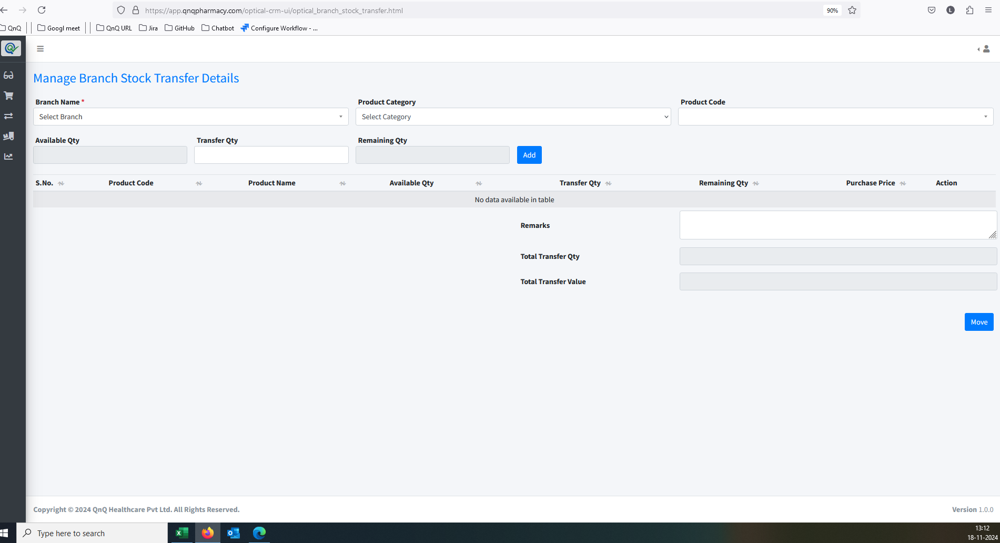 https://app.qnqpharmacy.com/optical-crm-ui/optical_branch_stock_transfer.html 90% L
QnQ Googl meet QnQ URL Jira GitHub Chatbot Configure Workflow - ...
Manage Branch Stock Transfer Details
Branch Name * Product Category Product Code
Select Branch Select Category
Available Qty Transfer Qty Remaining Qty
Add
S.No. Product Code Product Name Available Qty Transfer Qty Remaining Qty Purchase Price Action
No data available in table
Remarks
Total Transfer Qty
Total Transfer Value
Move
Copyright © 2024 QnQ Healthcare Pvt Ltd. All Rights Reserved. Version 1.0.0
Type here to search
13:12
18-11-2024